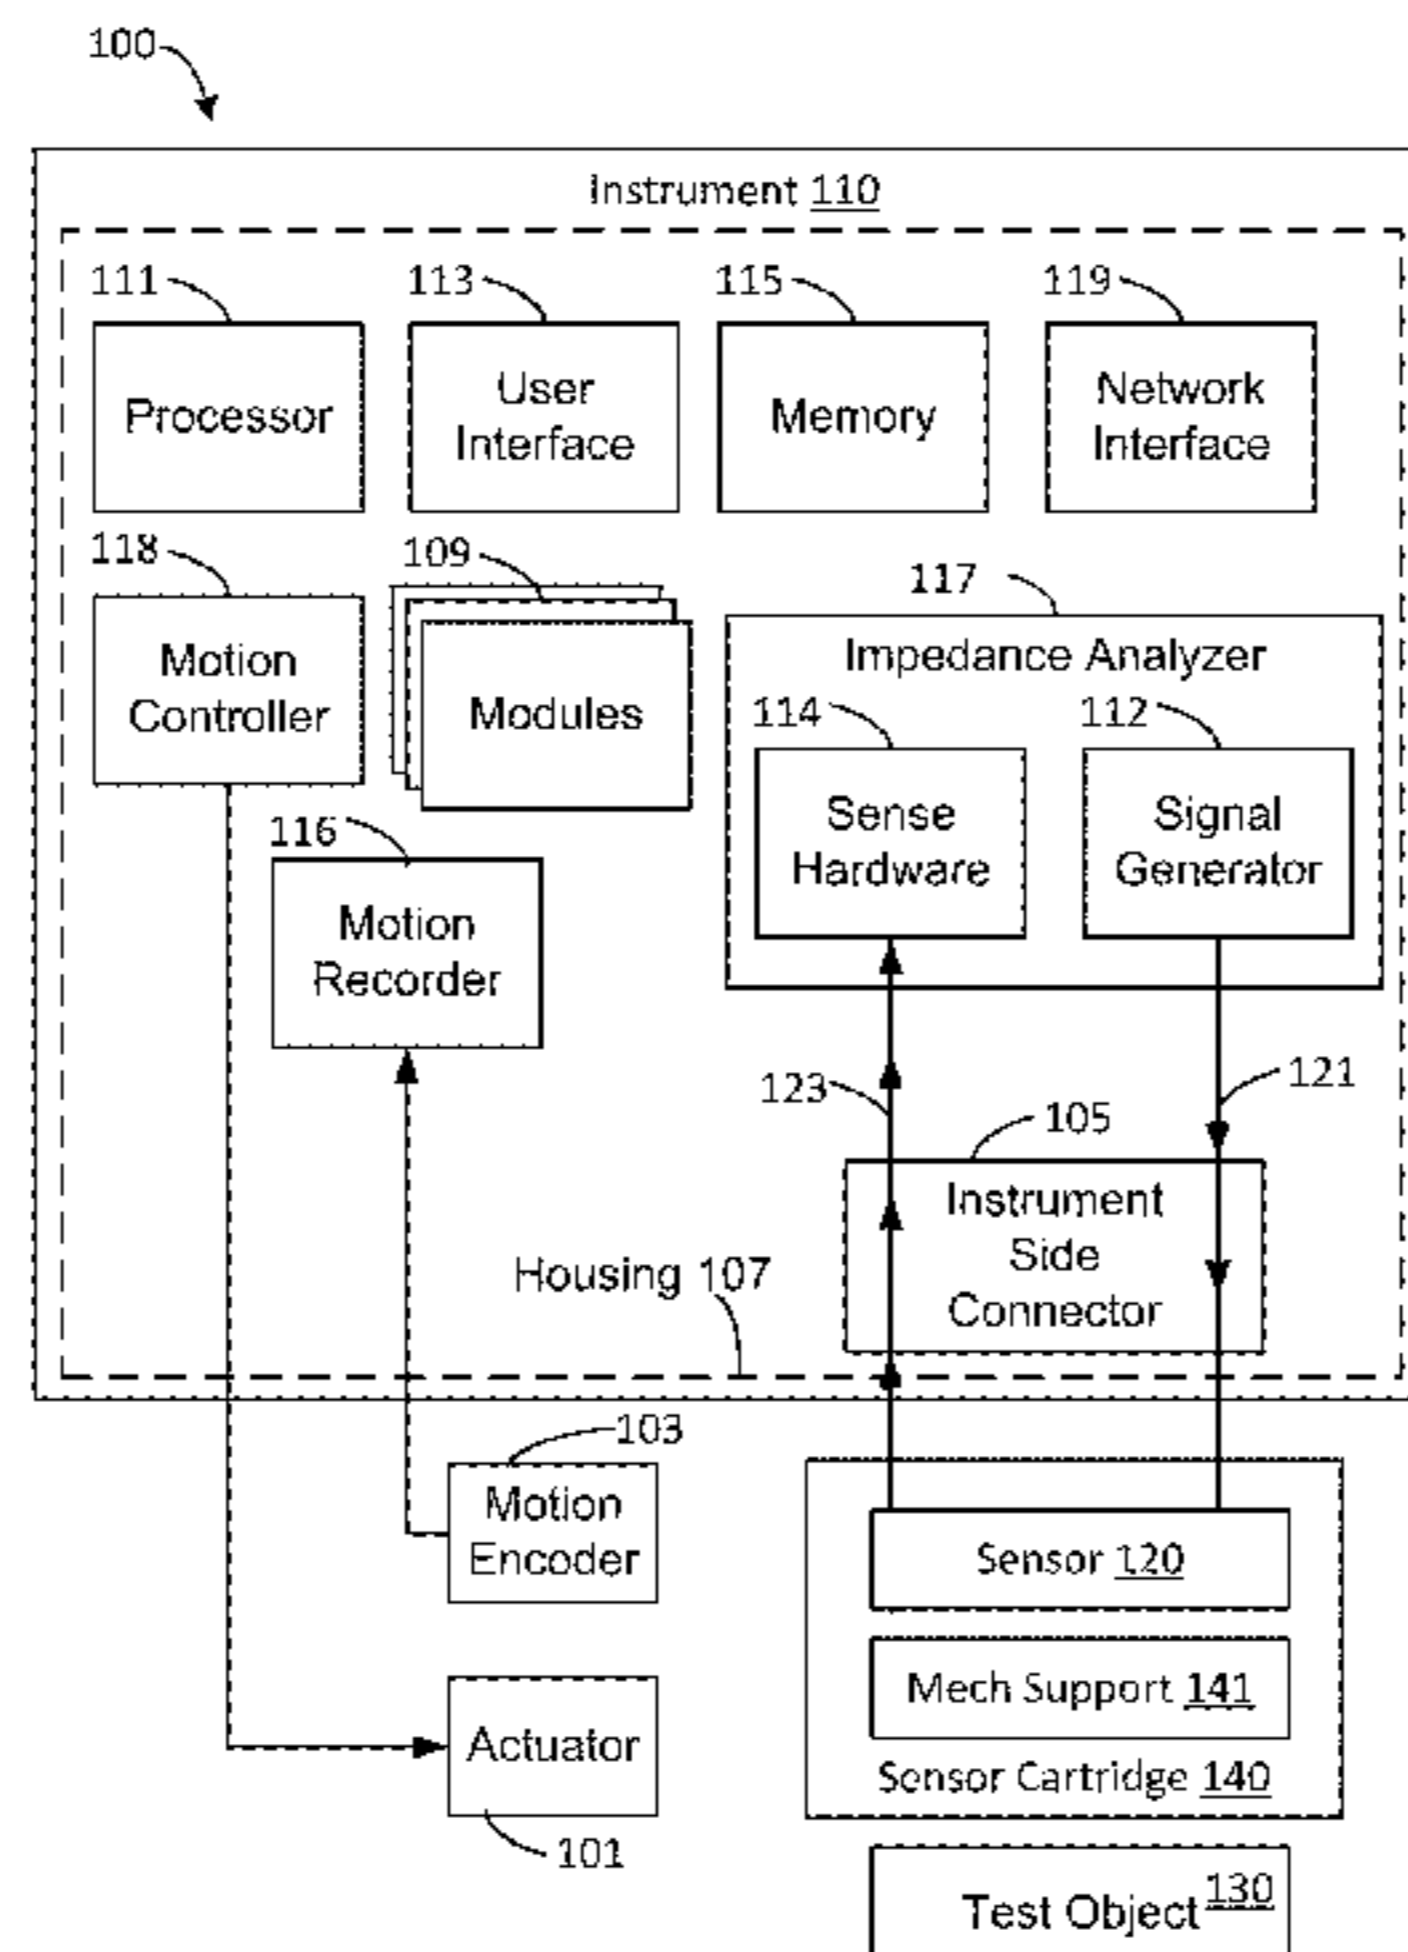 100
Instrument 110
111
113
115
119
Processor
User
Interface
Memory
Network
Interface
118
109
117
Motion
Controller
Modules
Impedance Analyzer
114
112
Sense
Hardware
Signal
Generator
116
Motion
Recorder
123
121
105
Instrument
Side
Connector
Housing 107
103
Motion
Encoder
Sensor 120
Mech Support 141
Sensor Cartridge 140
Actuator
101
Test Object 130